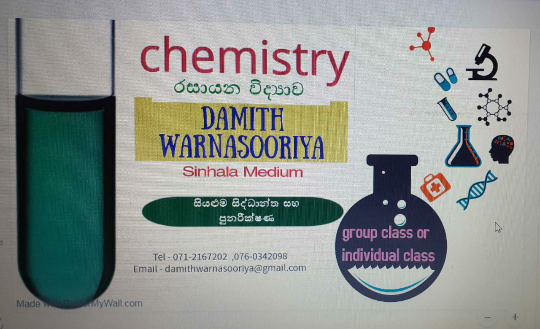 chemistry
රසායන විද්‍යාව
DAMITH
WARNASOORIYA
Sinhala Medium
සියළුම සිද්ධාන්ත සහ
පුනරීක්ෂණ
group class or
individual class
Tel - 071-2167202 ,076-0342098
Email - damithwarnasooriya@gmail.com
Made
MyWall.com